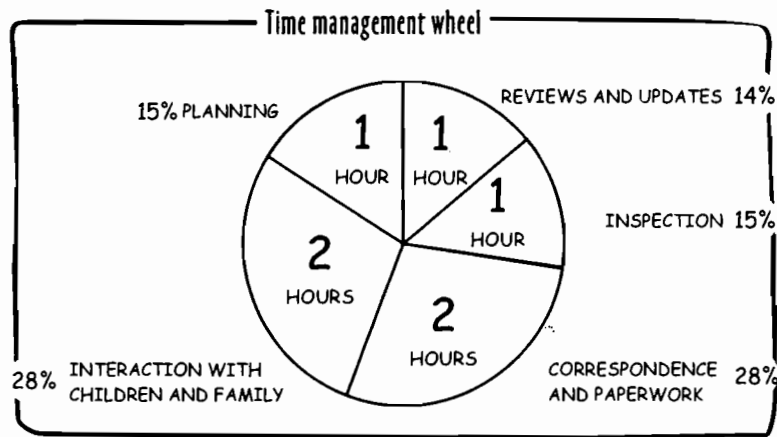 Time management wheel
15% PLANNING
REVIEWS AND UPDATES 14%
1
HOUR
1
HOUR
1
HOUR
INSPECTION 15%
2
HOURS
2
HOURS
28% INTERACTION WITH
CHILDREN AND FAMILY
CORRESPONDENCE 28%
AND PAPERWORK